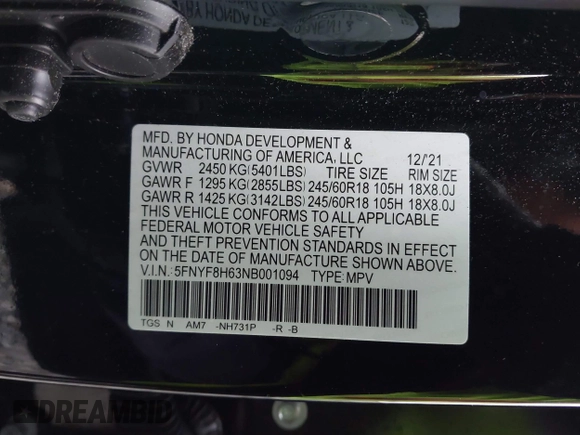 MFD. BY HONDA DEVELOPMENT &
MANUFACTURING OF AMERICA, LLC 12/'21
GVWR 2450 KG(5401LBS) TIRE SIZE RIM SIZE
GAWR F 1295 KG(2855LBS) 245/60R18 105H 18X8.0J
GAWR R 1425 KG(3142LBS) 245/60R18 105H 18X8.0J
THIS VEHICLE CONFORMS TO ALL APPLICABLE
FEDERAL MOTOR VEHICLE SAFETY
AND THEFT PREVENTION STANDARDS IN EFFECT
ON THE DATE OF MANUFACTURE SHOWN ABOVE.
V.I.N.: 5FNYF8H63NB001094 TYPE: MPV
TGS N AM7 -NH731P -R -B
DREAMBID